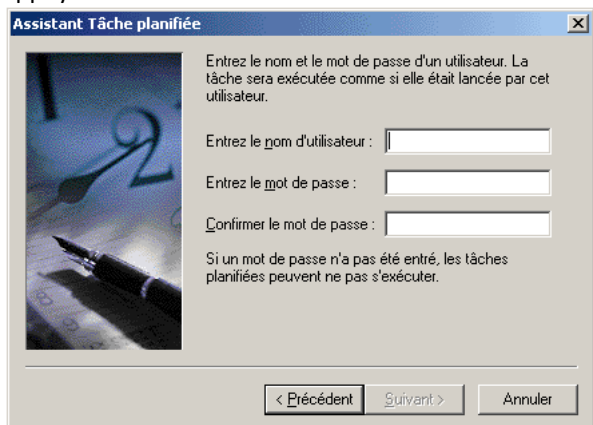 Assistant Tâche planifiée
Entrez le nom et le mot de passe d'un utilisateur. La
tâche sera exécutée comme si elle était lancée par cet
utilisateur.
Entrez le nom d'utilisateur :
Entrez le mot de passe :
Confirmer le mot de passe :
Si un mot de passe n'a pas été entré, les tâches
planifiées peuvent ne pas s'exécuter.
< Précédent
Suivant >
Annuler